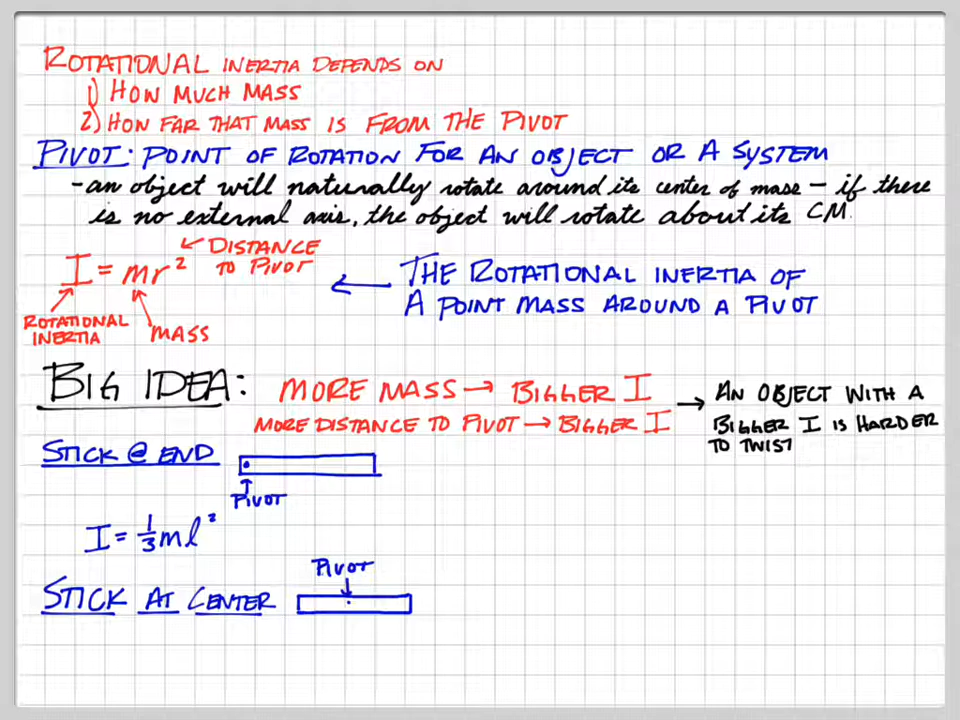 ROTATIONAL INERTIA DEPENDS ON
1) HOW MUCH MASS
2) HOW FAR THAT MASS IS FROM THE PIVOT
PIVOT: POINT OF ROTATION FOR AN OBJECT OR A SYSTEM
-an object will naturally rotate around its center of mass - if there
is no external axis, the object will rotate about its CM.
I = mr²
← DISTANCE
TO PIVOT
ROTATIONAL
INERTIA
MASS
← THE ROTATIONAL INERTIA OF
A POINT MASS AROUND A PIVOT
BIG IDEA:
MORE MASS → BIGGER I
MORE DISTANCE TO PIVOT → BIGGER I
→ AN OBJECT WITH A
BIGGER I IS HARDER
TO TWIST
STICK @ END
PIVOT
I = 1/3 ml²
PIVOT
STICK AT CENTER